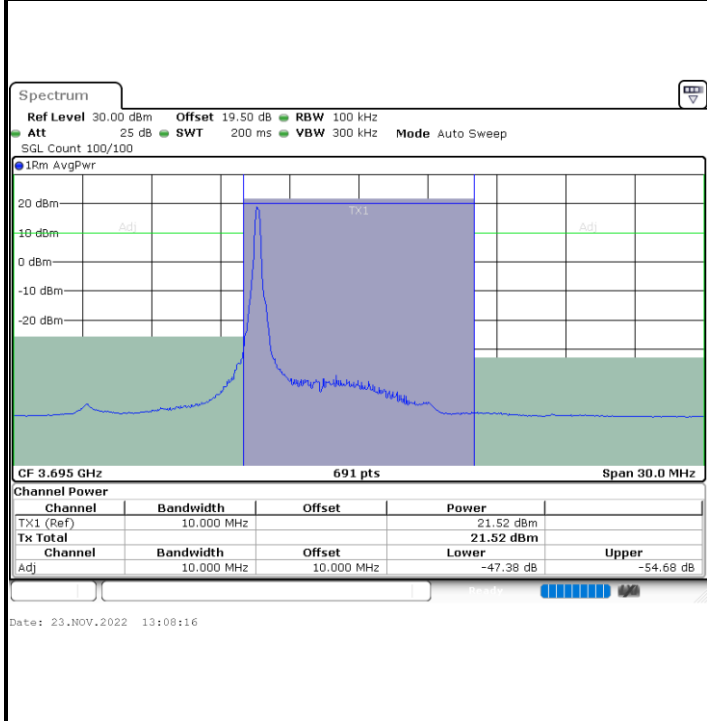 Spectrum
Ref Level 30.00 dBm Offset 19.50 dB RBW 100 kHz
Att 25 dB SWT 200 ms VBW 300 kHz Mode Auto Sweep
SGL Count 100/100
1Rm AvgPwr
20 dBm
TX1
Adj
Adj
10 dBm
0 dBm
-10 dBm
-20 dBm
CF 3.695 GHz 691 pts Span 30.0 MHz
Channel Power
Channel Bandwidth Offset Power
TX1 (Ref) 10.000 MHz 21.52 dBm
Tx Total 21.52 dBm
Channel Bandwidth Offset Lower Upper
Adj 10.000 MHz 10.000 MHz -47.38 dB -54.68 dB
Ready
Date: 23.NOV.2022 13:08:16